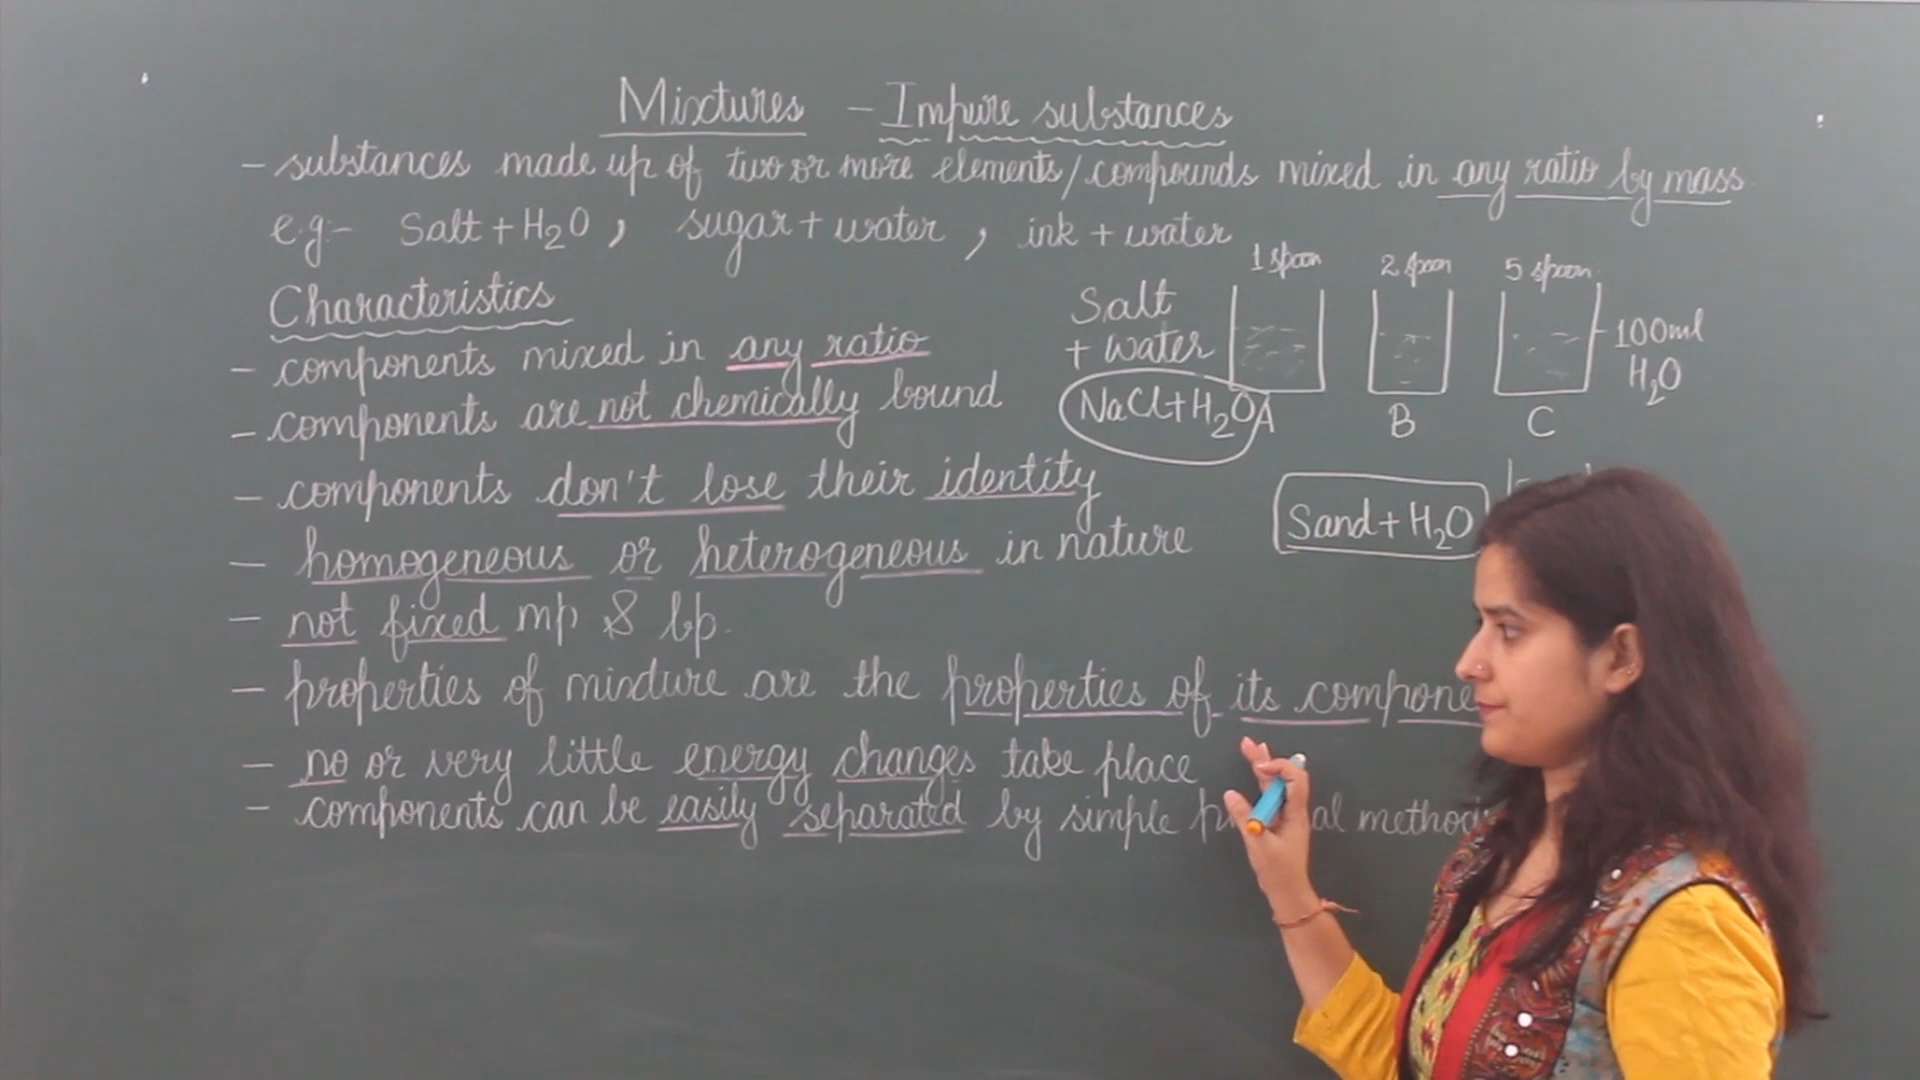 Mixtures - Impure substances
- substances made up of two or more elements/compounds mixed in any ratio by mass
e.g:- Salt + H2O, sugar + water, ink + water
Characteristics
- components mixed in any ratio
- components are not chemically bound
- components don't lose their identity
- homogeneous or heterogeneous in nature
- not fixed mp & bp.
- properties of mixture are the properties of its compone
- no or very little energy changes take place
- components can be easily separated by simple al method
1 spoon 2 spoon 5 spoon
Salt
+ water
100ml
H2O
NaCl+H2O
A B C
Sand + H2O